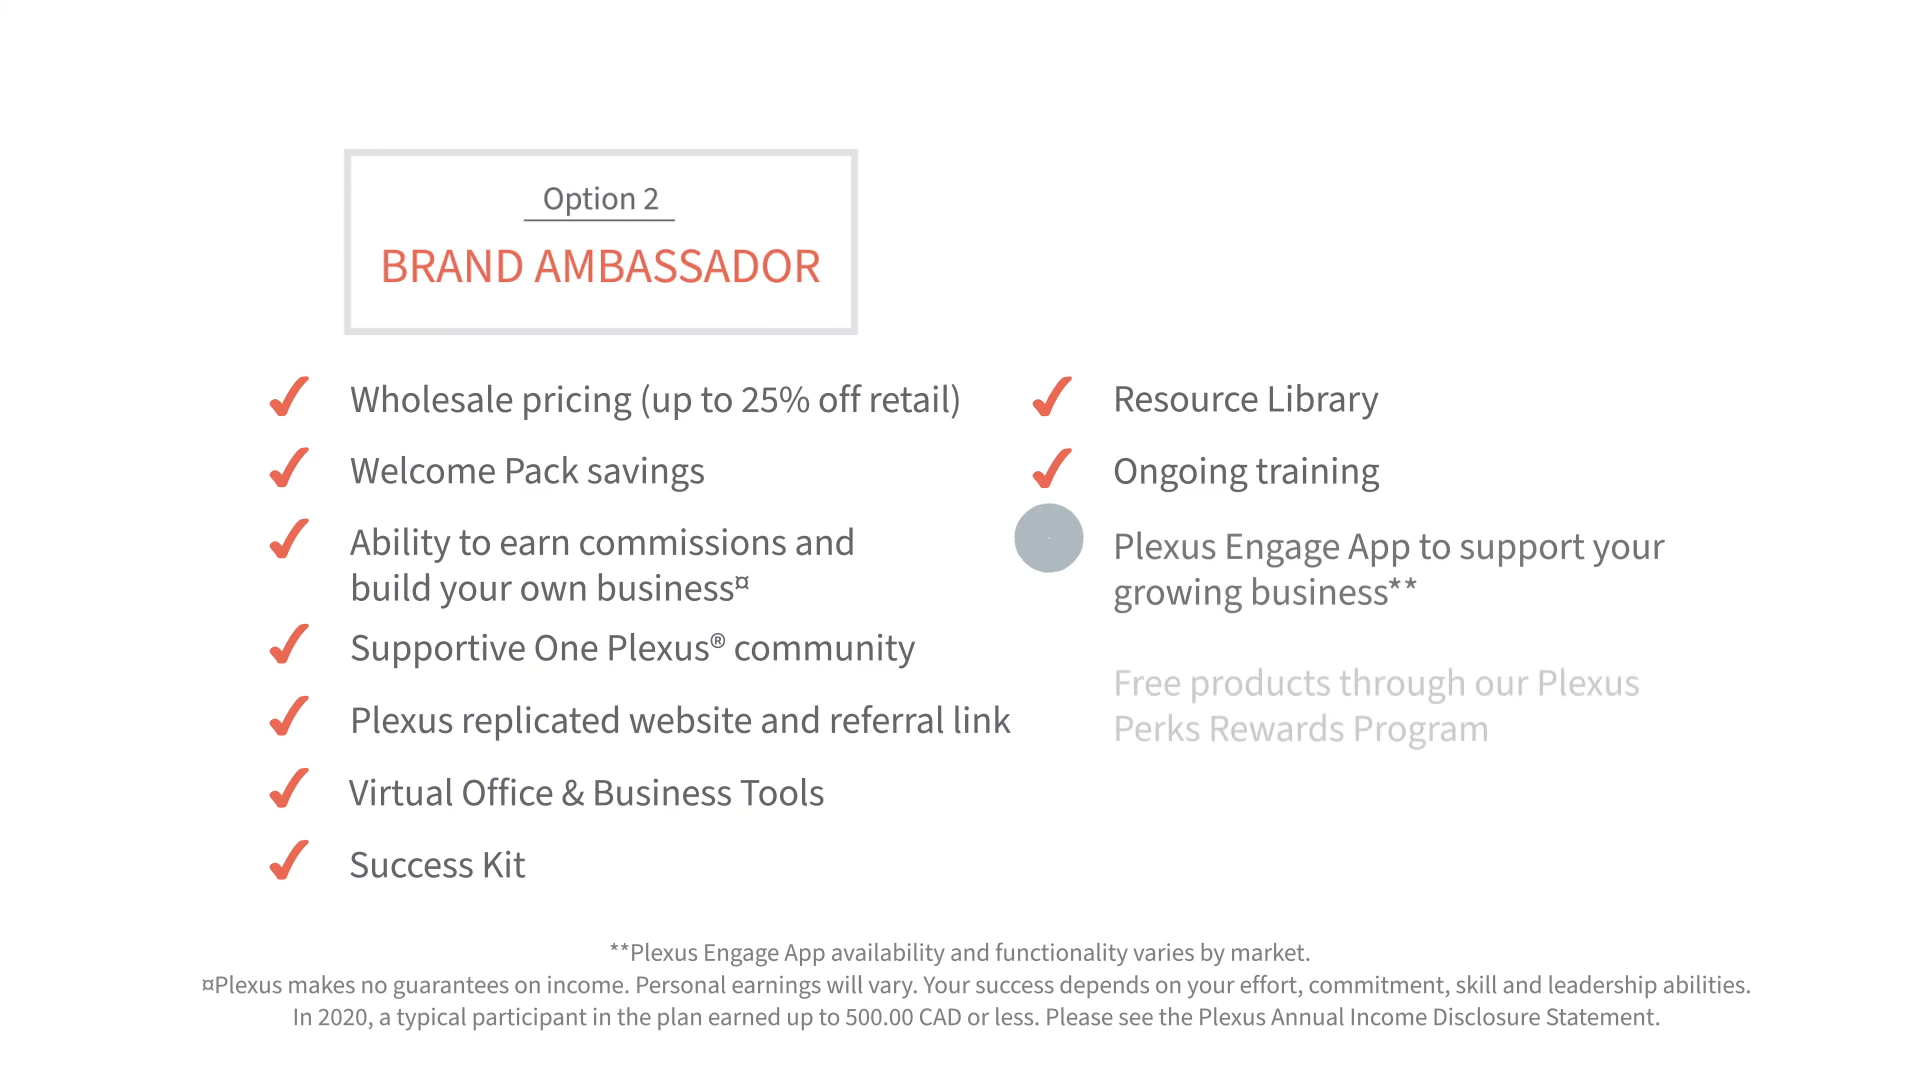 Option 2
BRAND AMBASSADOR
Wholesale pricing (up to 25% off retail)
Welcome Pack savings
Ability to earn commissions and
build your own business¤
Supportive One Plexus® community
Plexus replicated website and referral link
Virtual Office & Business Tools
Success Kit
Resource Library
Ongoing training
Plexus Engage App to support your
growing business**
Free products through our Plexus
Perks Rewards Program
**Plexus Engage App availability and functionality varies by market.
¤Plexus makes no guarantees on income. Personal earnings will vary. Your success depends on your effort, commitment, skill and leadership abilities.
In 2020, a typical participant in the plan earned up to 500.00 CAD or less. Please see the Plexus Annual Income Disclosure Statement.